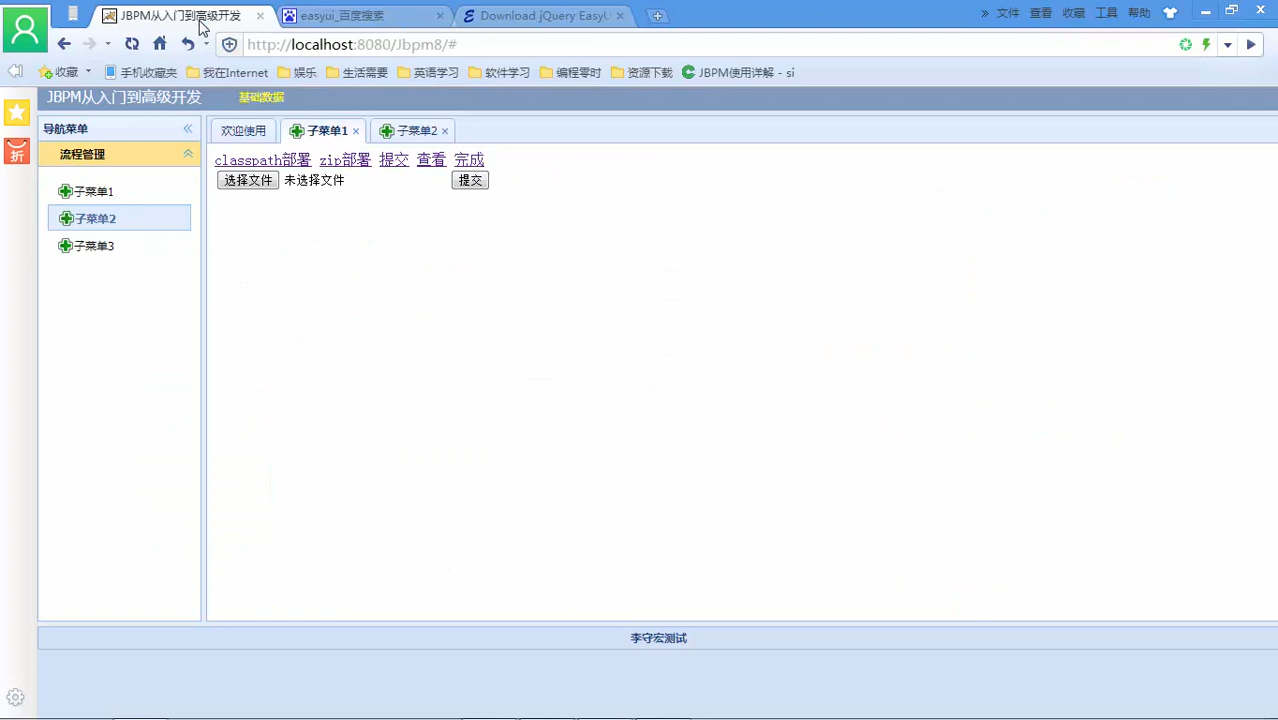 JBPM从入门到高级开发 easyui_百度搜索 Download jQuery EasyU 文件 查看 收藏 工具 帮助
http://localhost:8080/Jbpm8/#
收藏 手机收藏夹 我在Internet 娱乐 生活需要 英语学习 软件学习 编程零时 资源下载 JBPM使用详解 - si
JBPM从入门到高级开发 基础数据
导航菜单 欢迎使用 子菜单1 子菜单2
折 流程管理 classpath部署 zip部署 提交 查看 完成
选择文件 未选择文件 提交
子菜单1
子菜单2
子菜单3
李守宏测试